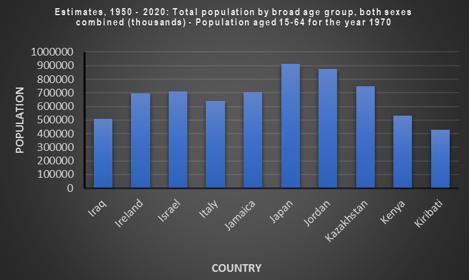 Estimates, 1950 - 2020: Total population by broad age group, both sexes
combined (thousands) - Population aged 15-64 for the year 1970
1000000
900000
800000
700000
600000
500000
400000
300000
200000
100000
0
POPULATION
Iraq
Ireland
Israel
Italy
Jamaica
Japan
Jordan
Kazakhstan
Kenya
Kiribati
COUNTRY